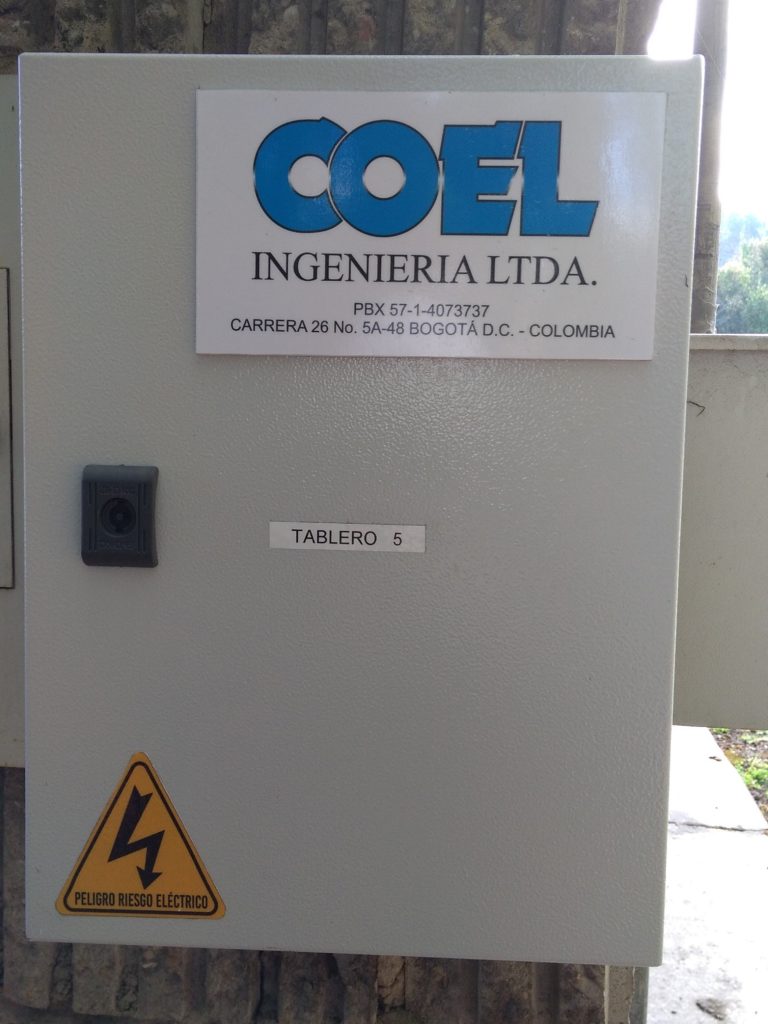 COEL
INGENIERIA LTDA.
PBX 57-1-4073737
CARRERA 26 No. 5A-48 BOGOTÁ D.C. - COLOMBIA
TABLERO 5
PELIGRO RIESGO ELÉCTRICO